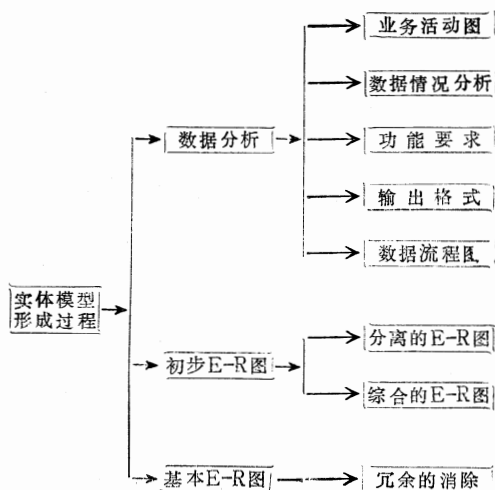 业务活动图
数据情况分析
数据分析
功能要求
输出格式
数据流程图
实体模型
形成过程
分离的E-R图
初步E-R图
综合的E-R图
基本E-R图
冗余的消除